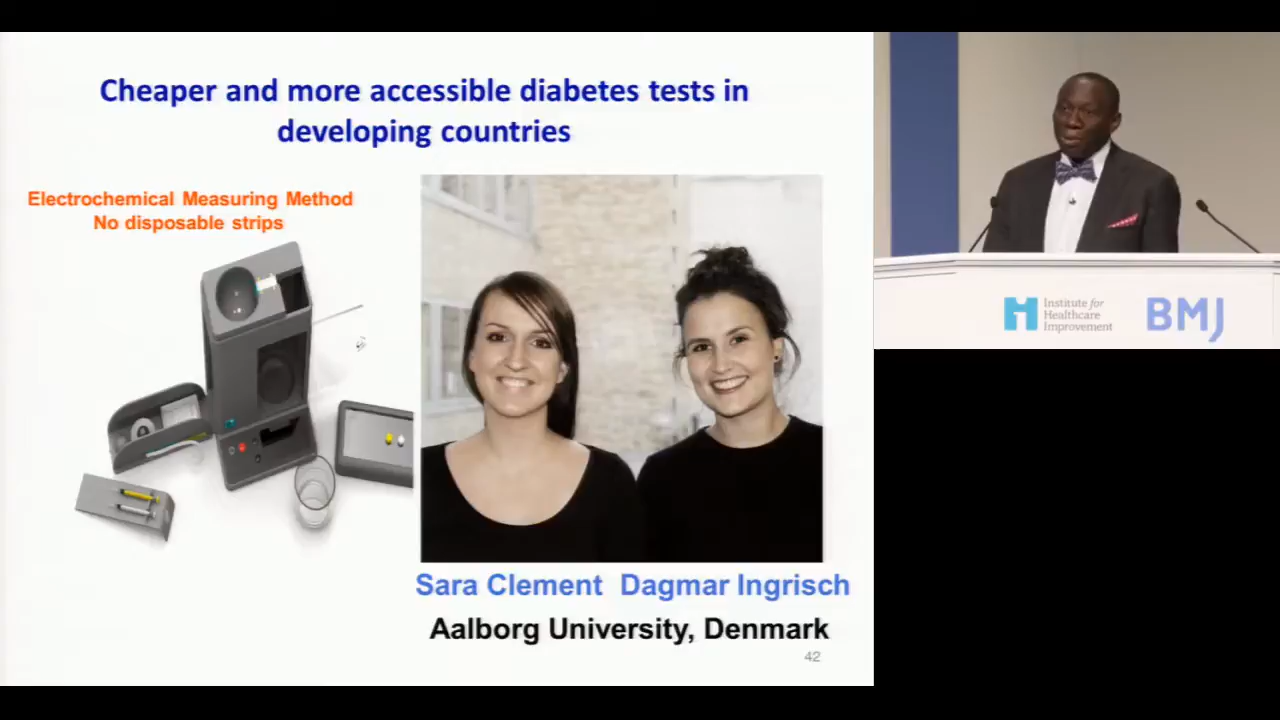 Cheaper and more accessible diabetes tests in
developing countries
Electrochemical Measuring Method
No disposable strips
Sara Clement Dagmar Ingrisch
Aalborg University, Denmark
42
Institute for
Healthcare
Improvement
BMJ